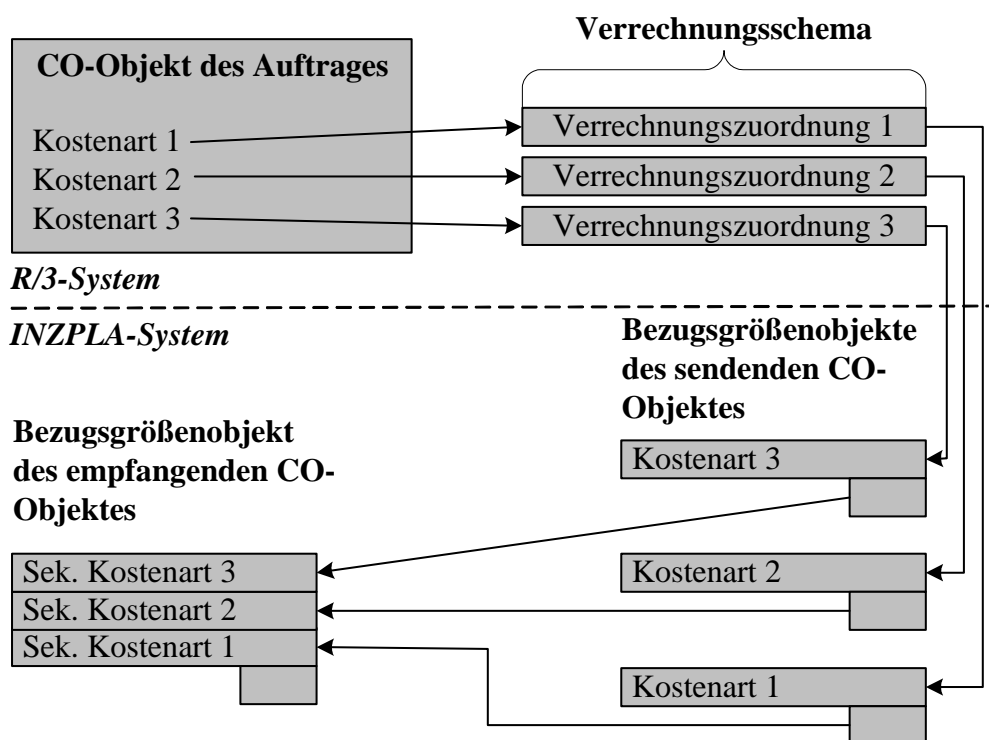 Verrechnungsschema
CO-Objekt des Auftrages
Kostenart 1
Kostenart 2
Kostenart 3
Verrechnungszuordnung 1
Verrechnungszuordnung 2
Verrechnungszuordnung 3
R/3-System
INZPLA-System
Bezugsgrößenobjekte
des sendenden CO-
Objektes
Bezugsgrößenobjekt
des empfangenden CO-
Objektes
Kostenart 3
Kostenart 2
Kostenart 1
Sek. Kostenart 3
Sek. Kostenart 2
Sek. Kostenart 1